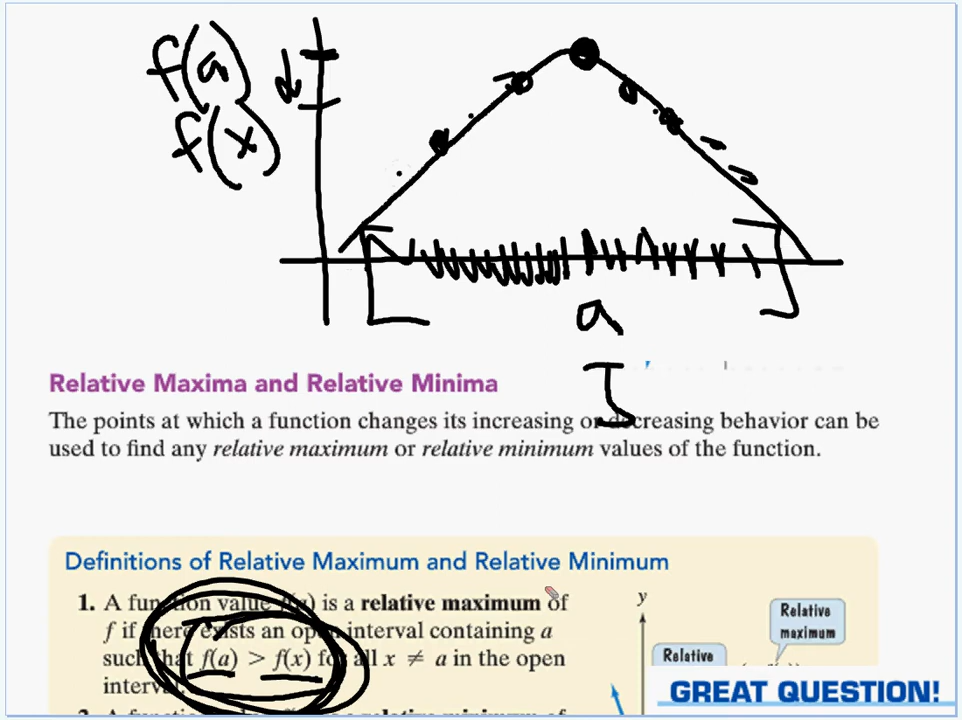 f(a)
f(x)
a
I
Relative Maxima and Relative Minima
The points at which a function changes its increasing or decreasing behavior can be
used to find any relative maximum or relative minimum values of the function.
Definitions of Relative Maximum and Relative Minimum
1. A function value f(a) is a relative maximum of
f if there exists an open interval containing a
such that f(a) > f(x) for all x ≠ a in the open
interval.
y
Relative
maximum
Relative
GREAT QUESTION!